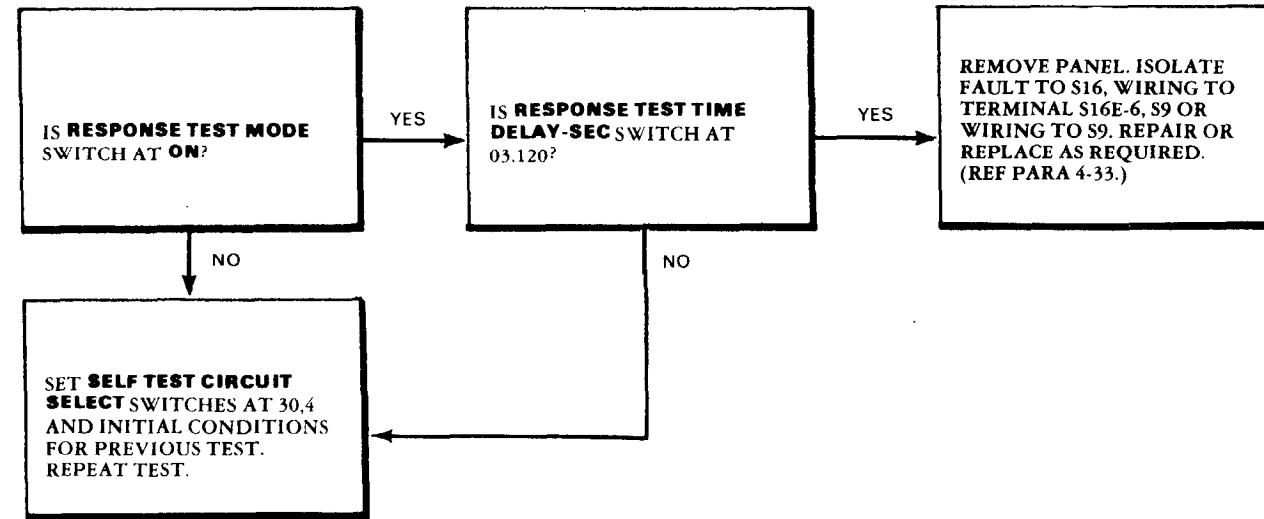 IS RESPONSE TEST MODE
SWITCH AT ON?
YES
IS RESPONSE TEST TIME
DELAY-SEC SWITCH AT
03.120?
YES
REMOVE PANEL. ISOLATE
FAULT TO S16, WIRING TO
TERMINAL S16E-6, S9 OR
WIRING TO S9. REPAIR OR
REPLACE AS REQUIRED.
(REF PARA 4-33.)
NO
NO
SET SELF TEST CIRCUIT
SELECT SWITCHES AT 30,4
AND INITIAL CONDITIONS
FOR PREVIOUS TEST.
REPEAT TEST.